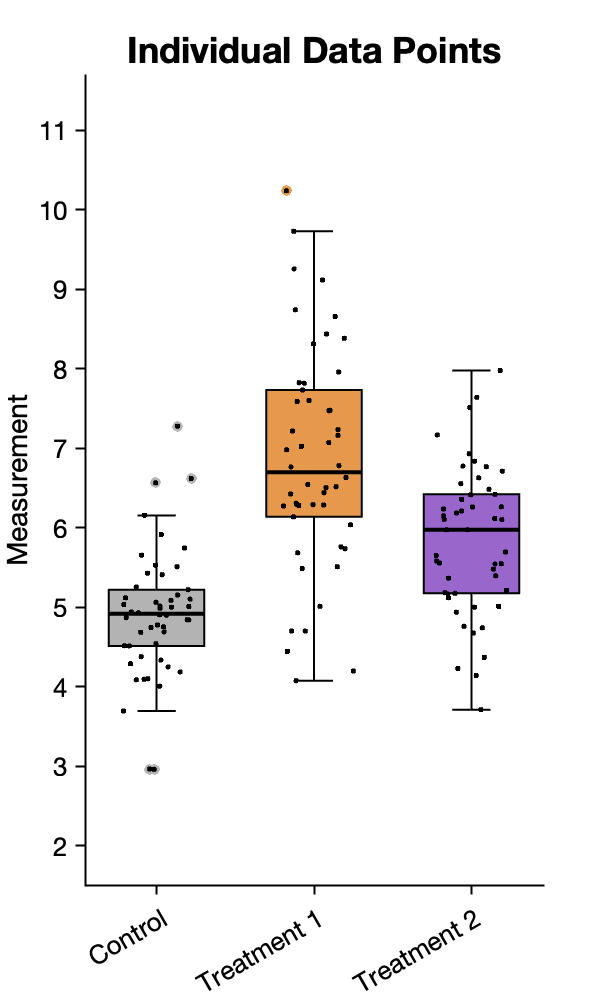 Individual Data Points
Measurement
11
10
9
8
7
6
5
4
3
2
Control
Treatment 1
Treatment 2